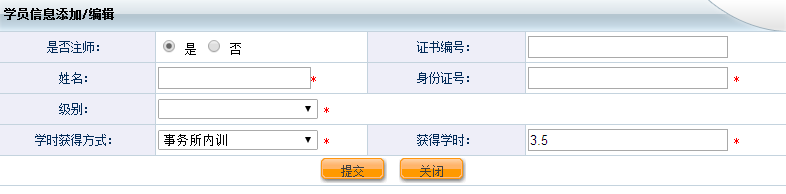 学员信息添加/编辑
是否注师： 是 否 证书编号：
姓名： * 身份证号： *
级别： *
学时获得方式： 事务所内训 * 获得学时： 3.5 *
提交 关闭